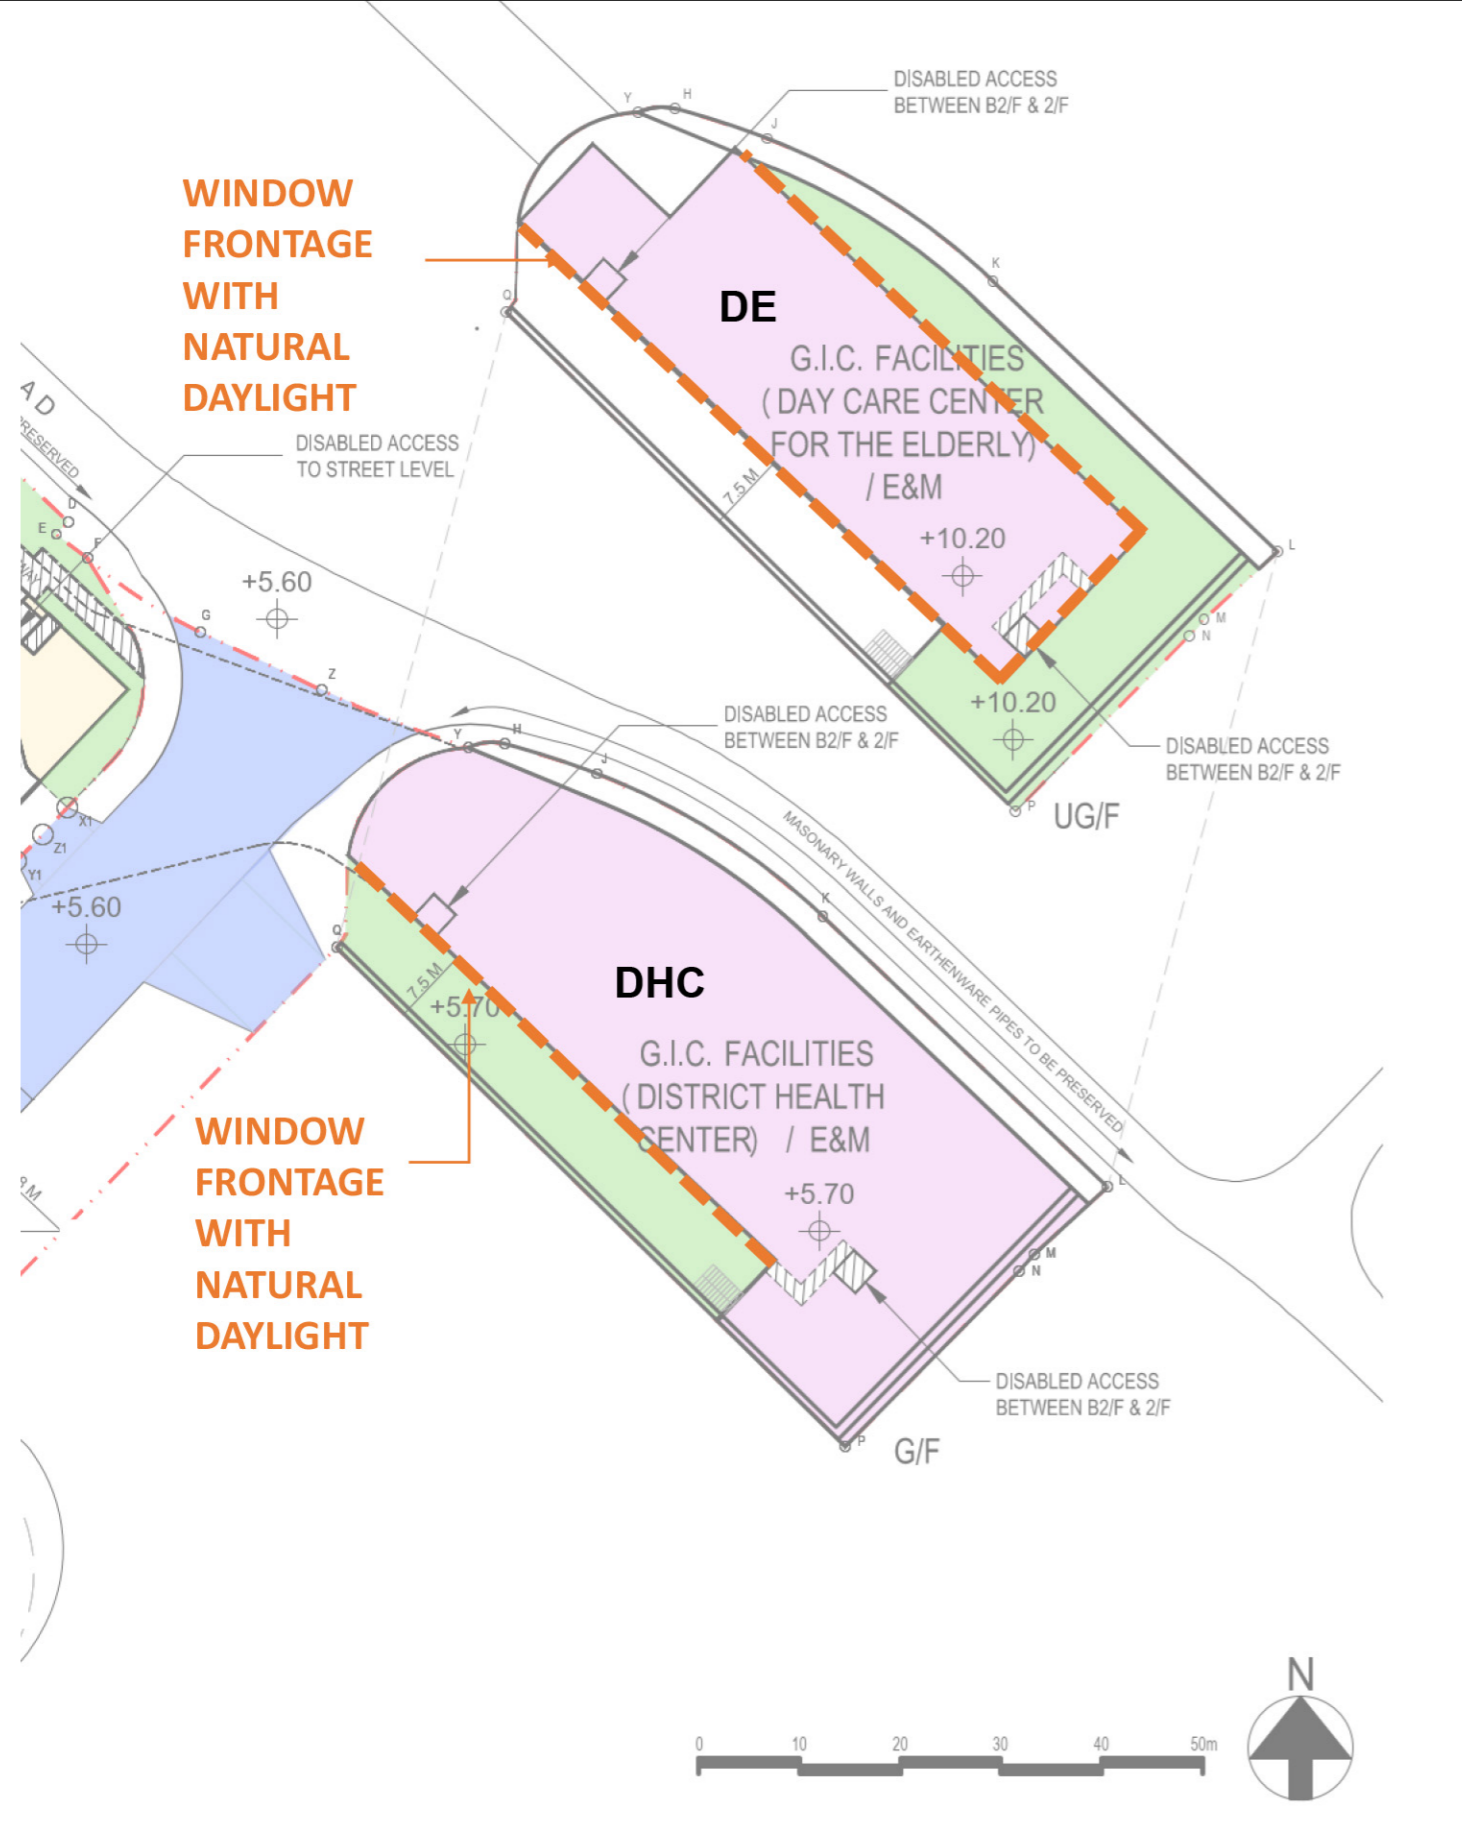 DISABLED ACCESS
BETWEEN B2/F & 2/F
Y
H
J
WINDOW
FRONTAGE
WITH
NATURAL
DAYLIGHT
K
Q
DE
G.I.C. FACILITIES
( DAY CARE CENTER
FOR THE ELDERLY)
/ E&M
7.5 M
+10.20
A D
RESERVED
DISABLED ACCESS
TO STREET LEVEL
D
E
F
L
+5.60
G
M
N
Z
+10.20
DISABLED ACCESS
BETWEEN B2/F & 2/F
P
UG/F
DISABLED ACCESS
BETWEEN B2/F & 2/F
Y
H
J
MASONARY WALLS AND EARTHENWARE PIPES TO BE PRESERVED
X1
Z1
Y1
+5.60
K
Q
7.5 M
+5.70
DHC
G.I.C. FACILITIES
( DISTRICT HEALTH
CENTER) / E&M
+5.70
WINDOW
FRONTAGE
WITH
NATURAL
DAYLIGHT
L
M
N
M
DISABLED ACCESS
BETWEEN B2/F & 2/F
P
G/F
N
0 10 20 30 40 50m